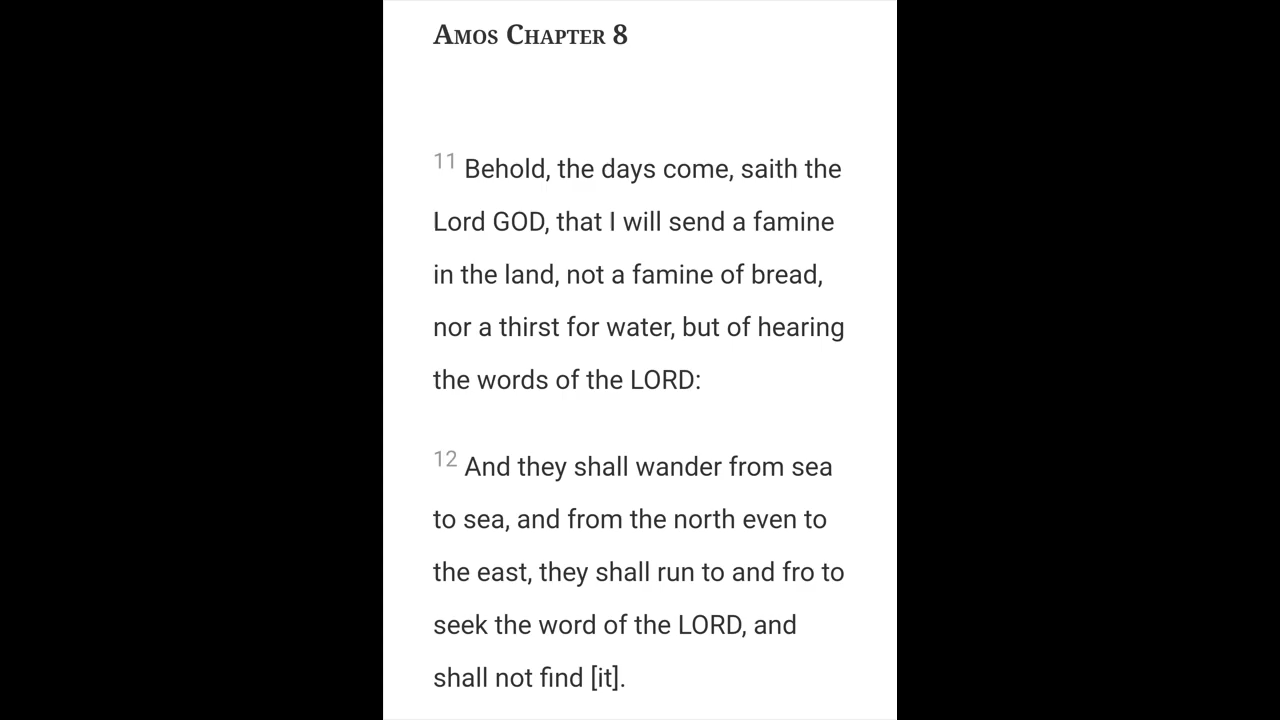 Amos Chapter 8
11 Behold, the days come, saith the
Lord GOD, that I will send a famine
in the land, not a famine of bread,
nor a thirst for water, but of hearing
the words of the LORD:
12 And they shall wander from sea
to sea, and from the north even to
the east, they shall run to and fro to
seek the word of the LORD, and
shall not find [it].